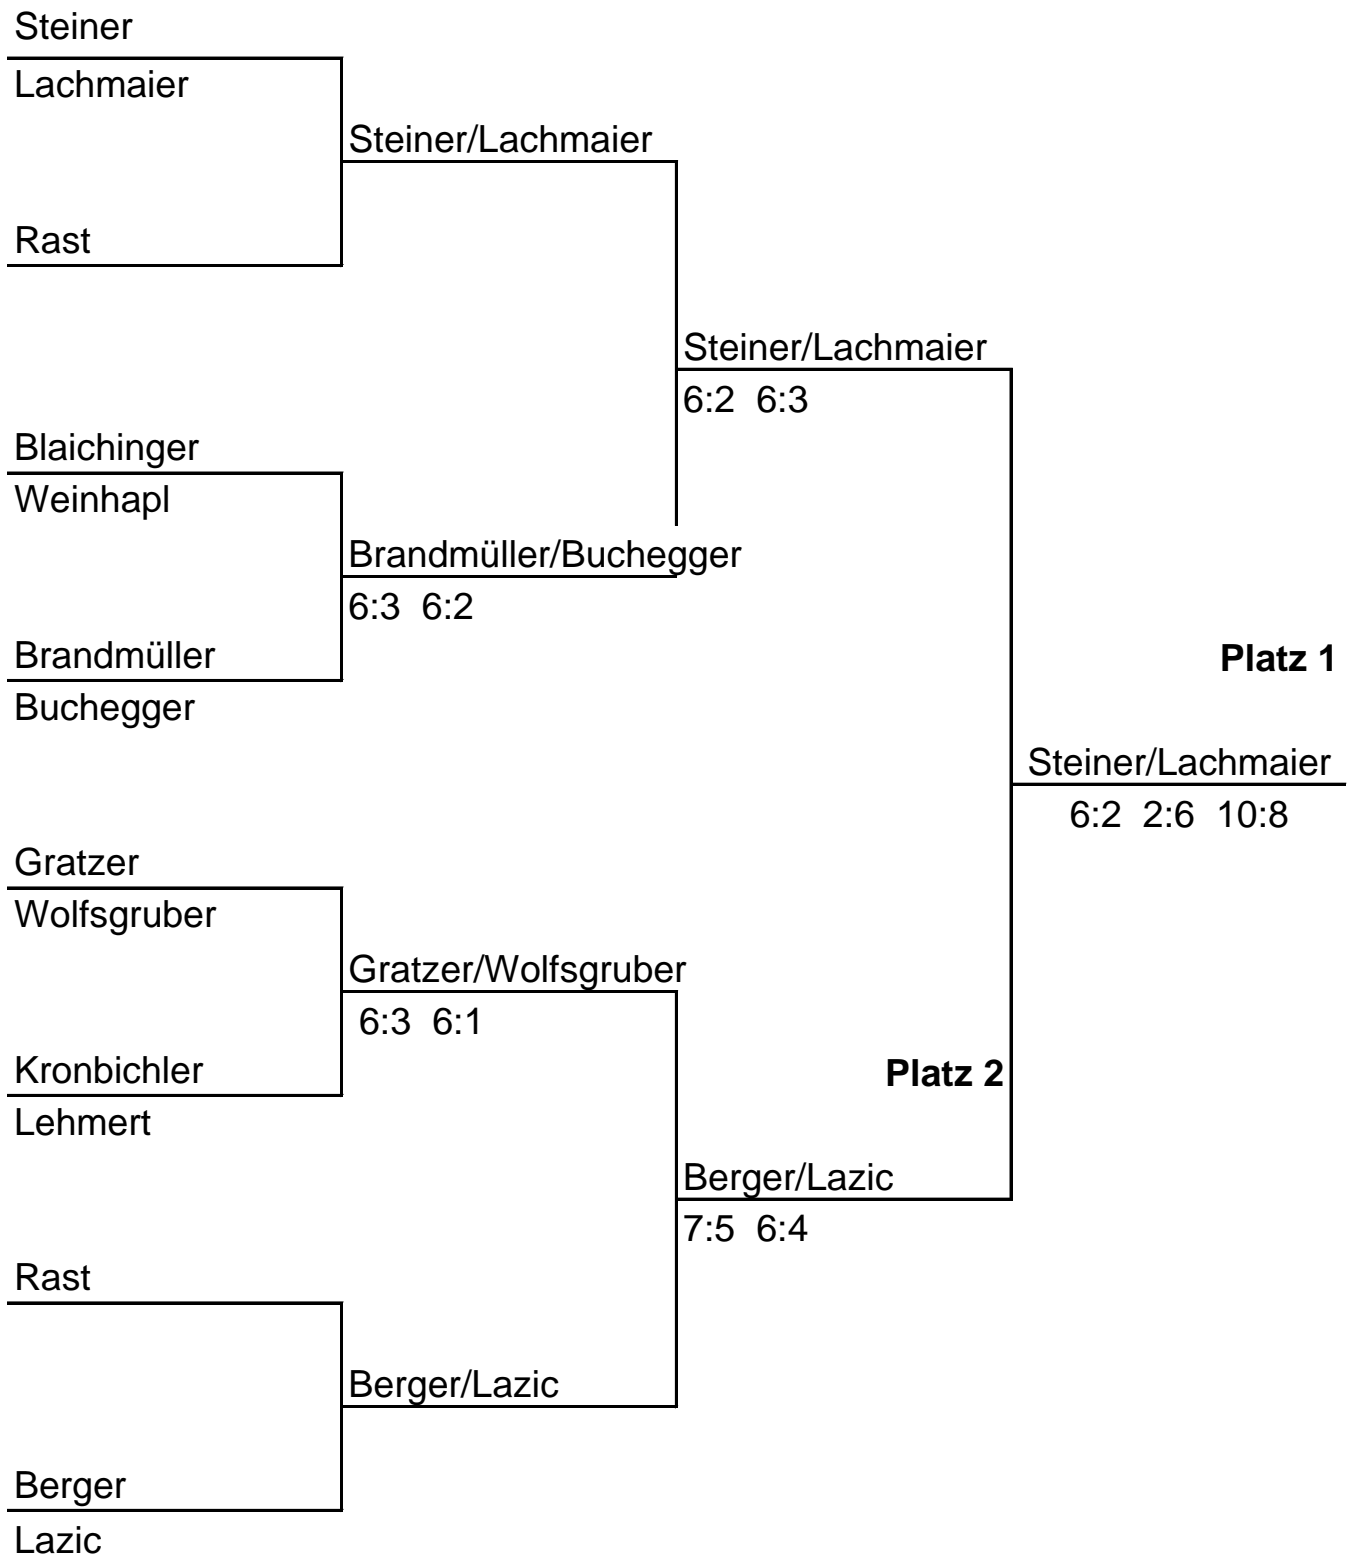 Steiner
Lachmaier
Steiner/Lachmaier
Rast
Steiner/Lachmaier
6:2  6:3
Blaichinger
Weinhapl
Brandmüller/Buchegger
6:3  6:2
Brandmüller
Platz 1
Buchegger
Steiner/Lachmaier
6:2  2:6  10:8
Gratzer
Wolfsgruber
Gratzer/Wolfsgruber
6:3  6:1
Kronbichler
Platz 2
Lehmert
Berger/Lazic
7:5  6:4
Rast
Berger/Lazic
Berger
Lazic